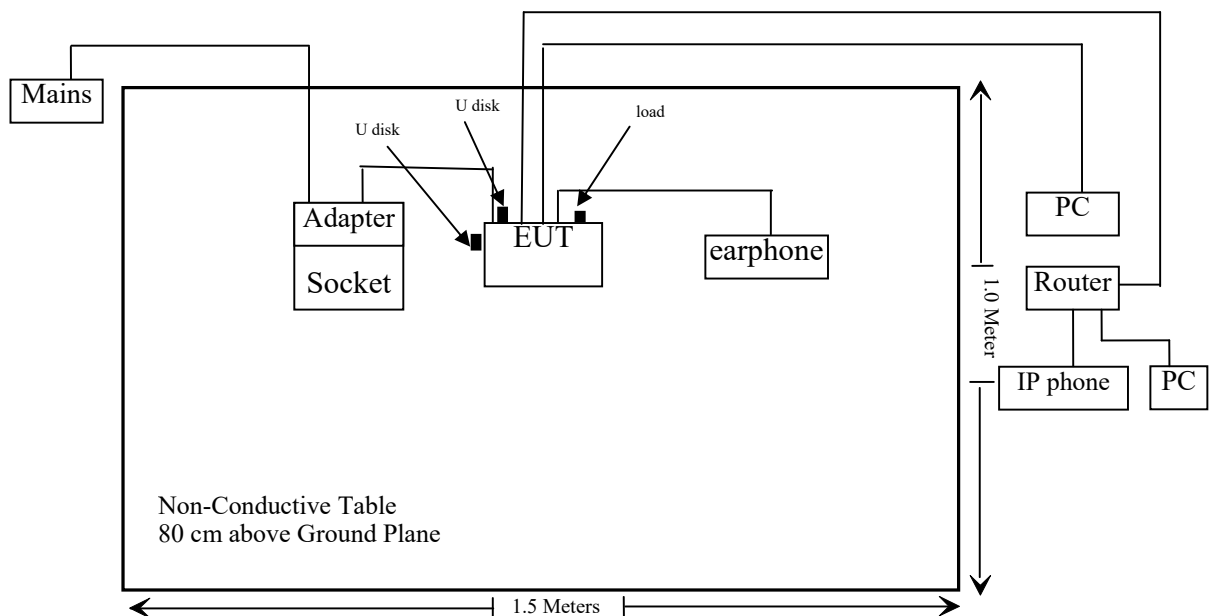 Mains
U disk
U disk
load
Adapter
Socket
EUT
earphone
PC
Router
IP phone
PC
1.0 Meter
Non-Conductive Table
80 cm above Ground Plane
1.5 Meters